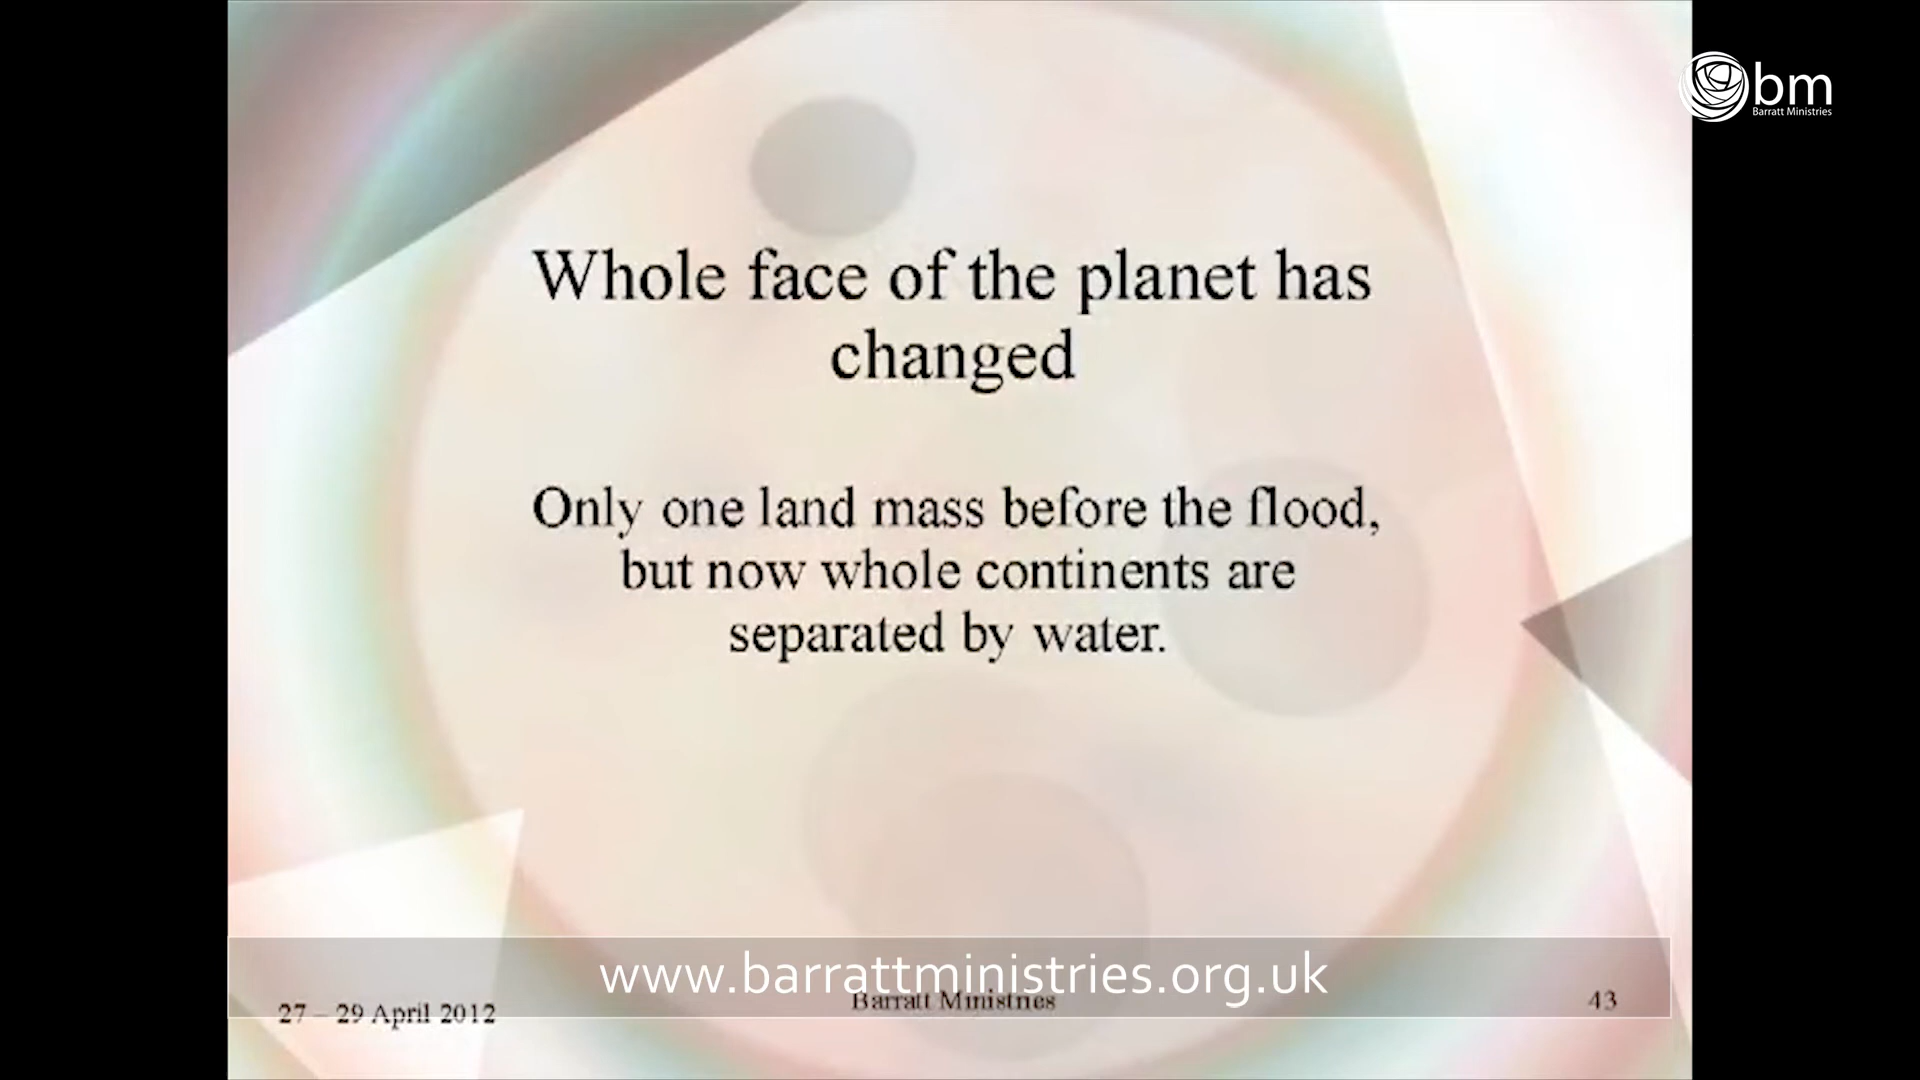 bm
Barratt Ministries
Whole face of the planet has
changed
Only one land mass before the flood,
but now whole continents are
separated by water.
www.barrattministries.org.uk
27 – 29 April 2012
Barratt Ministries
43